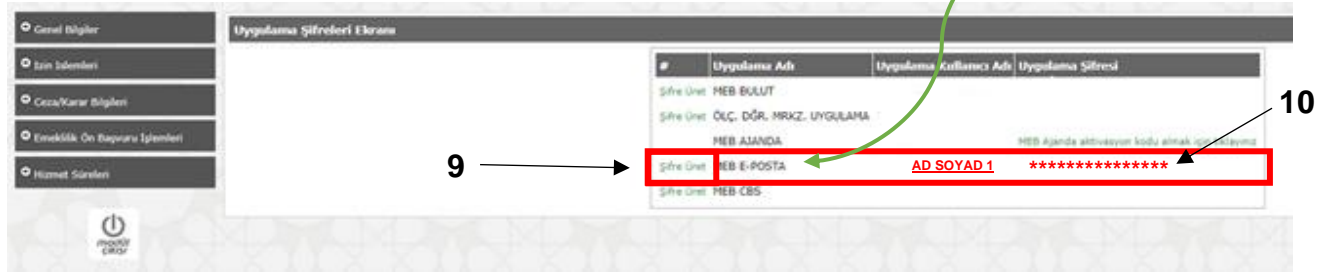 Genel Bilgiler
İzin İşlemleri
Ceza/Karar Bilgileri
Emeklilik Ön Başvuru İşlemleri
Hizmet Süreleri
modül
çıkar
Uygulama Şifreleri Ekranı
# Uygulama Adı Uygulama Kullanıcı Adı Uygulama Şifresi
Şifre Üret MEB BULUT
Şifre Üret ÖLÇ. DĞR. MRKZ. UYGULAMA
MEB AJANDA MEB Ajanda aktivasyon kodu almak için tıklayınız
Şifre Üret MEB E-POSTA AD SOYAD 1 ***************
Şifre Üret MEB CBS
9
10